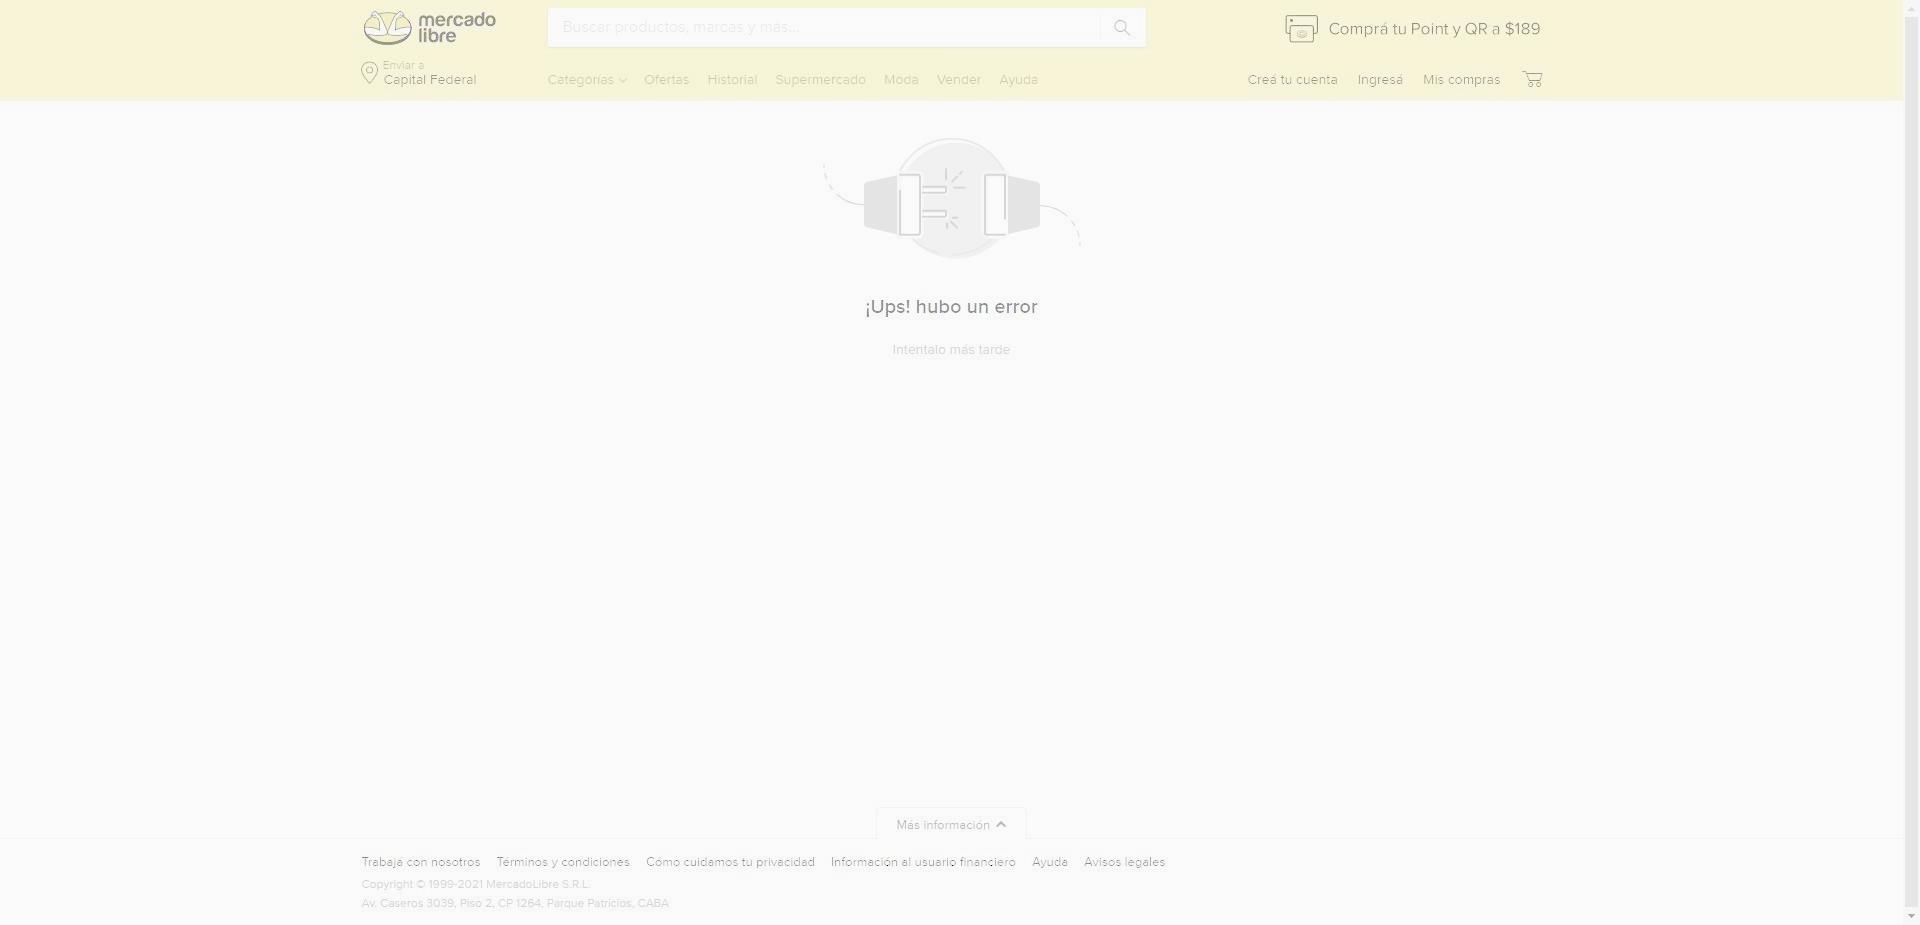 mercado
libre
Buscar productos, marcas y más...
Comprá tu Point y QR a $189
Enviar a
Capital Federal
Categorías Ofertas Historial Supermercado Moda Vender Ayuda
Creá tu cuenta Ingresá Mis compras
¡Ups! hubo un error
Intentalo más tarde
Más información
Trabajá con nosotros Términos y condiciones Cómo cuidamos tu privacidad Información al usuario financiero Ayuda Avisos legales
Copyright © 1999-2021 MercadoLibre S.R.L.
Av. Caseros 3039, Piso 2, CP 1264, Parque Patricios, CABA